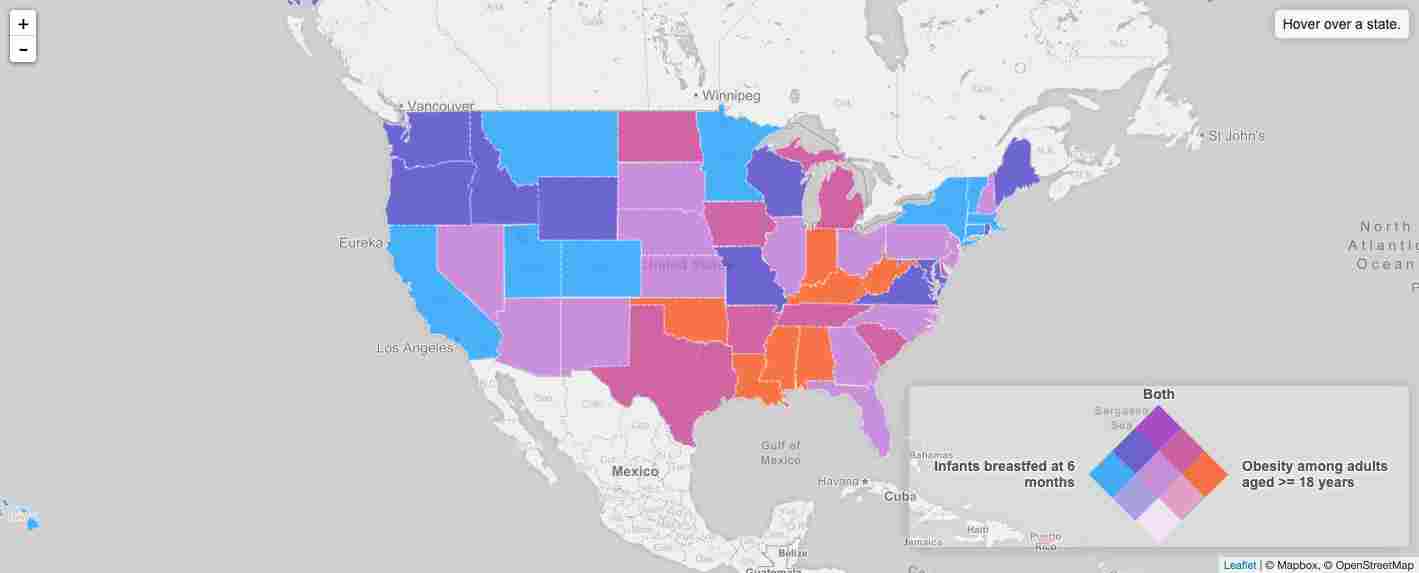 +
-
Hover over a state.
Winnipeg
Vancouver
St John's
Eureka
North
Atlantic
Ocean
United States
Los Angeles
Gulf of
Mexico
Mexico
Both
Sargasso
Sea
Bahamas
Infants breastfed at 6
months
Obesity among adults
aged >= 18 years
Havana
Cuba
Haiti
Jamaica
Puerto
Rico
Belize
Guatemala
Leaflet | © Mapbox, © OpenStreetMap